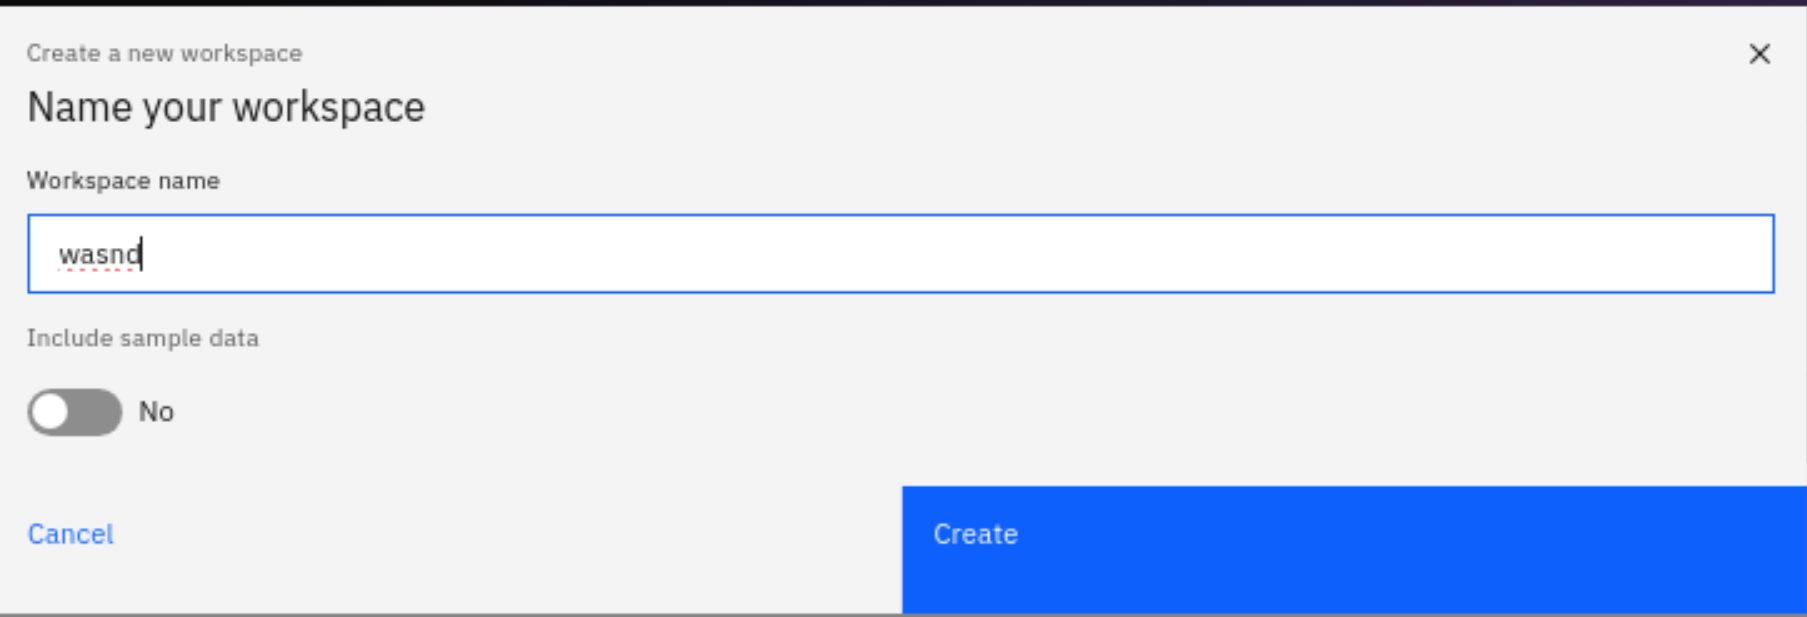 Create a new workspace
Name your workspace
Workspace name
wasnd
Include sample data
No
Cancel
Create